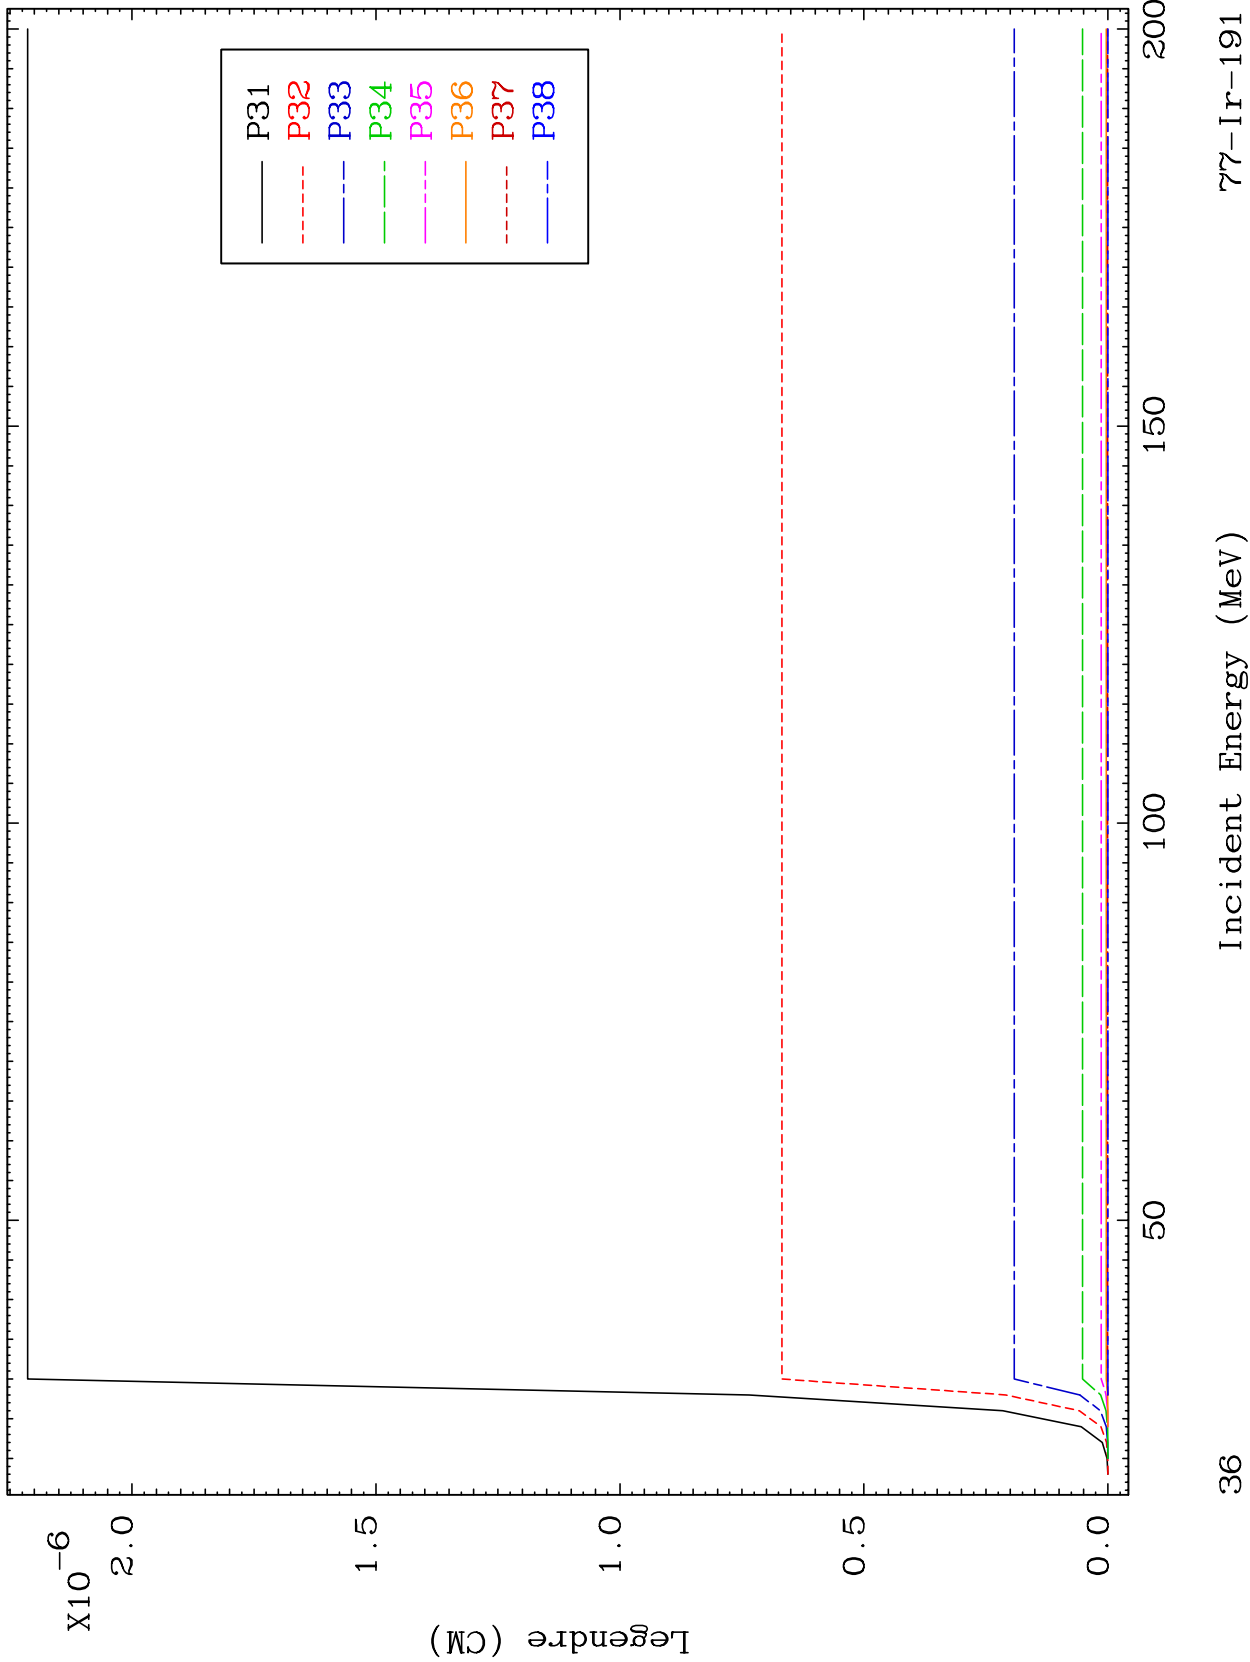 X10⁻⁶
2.0
1.5
1.0
0.5
0.0
Legendre (CM)
P31
P32
P33
P34
P35
P36
P37
P38
50
100
150
200
Incident Energy (MeV)
36
77-Ir-191